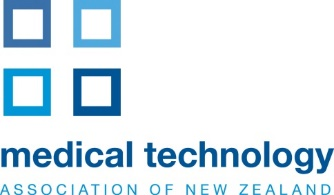 medical technology
ASSOCIATION OF NEW ZEALAND